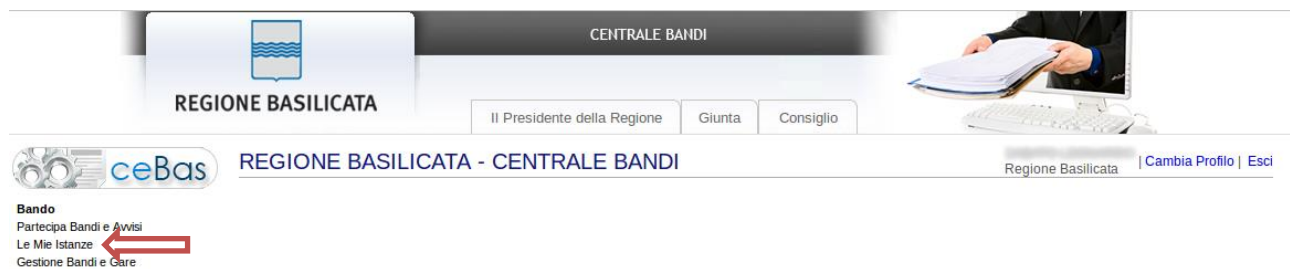 CENTRALE BANDI
REGIONE BASILICATA
Il Presidente della Regione Giunta Consiglio
ceBas REGIONE BASILICATA - CENTRALE BANDI
Regione Basilicata | Cambia Profilo | Esci
Bando
Partecipa Bandi e Avvisi
Le Mie Istanze
Gestione Bandi e Gare